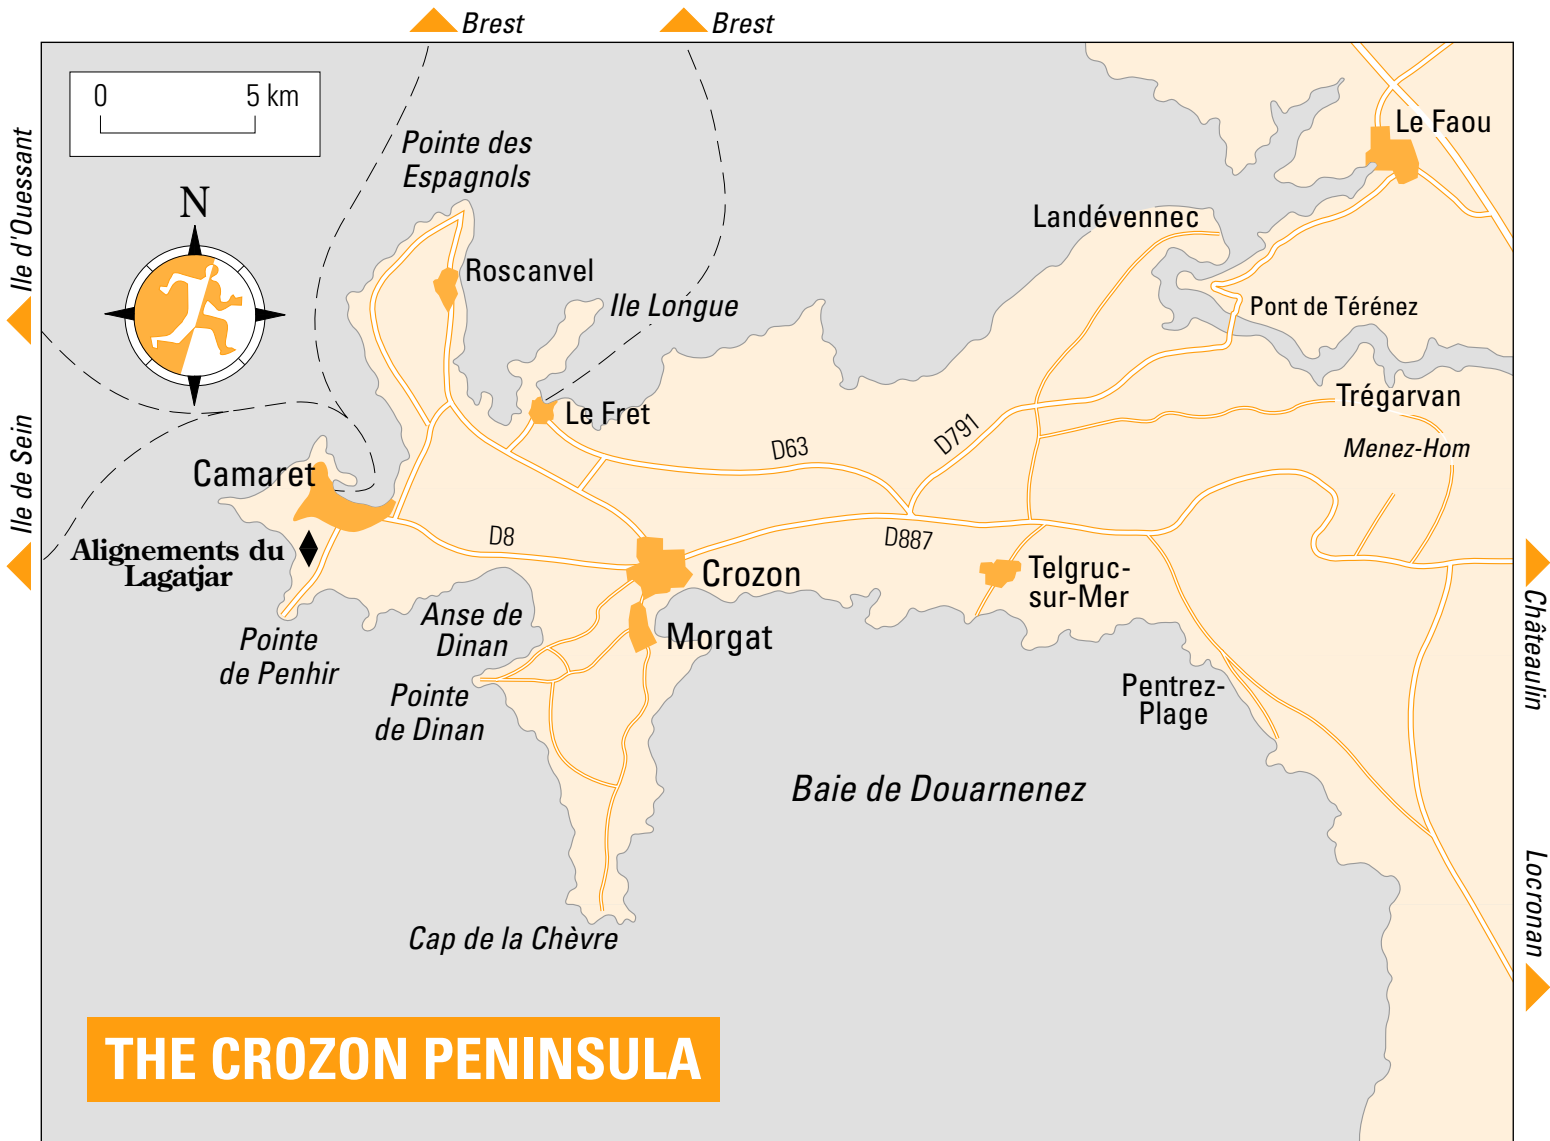 Brest
Brest
0 5 km
Ile d'Ouessant
Pointe des
Espagnols
Le Faou
N
Landévennec
Roscanvel
Ile Longue
Pont de Térénez
Trégarvan
Le Fret
D63
D791
Menez-Hom
Ile de Sein
Camaret
D8
D887
Alignements du
Lagatjar
Crozon
Telgruc-
sur-Mer
Châteaulin
Anse de
Dinan
Morgat
Pointe
de Penhir
Pointe
de Dinan
Pentrez-
Plage
Baie de Douarnenez
Locronan
Cap de la Chèvre
THE CROZON PENINSULA